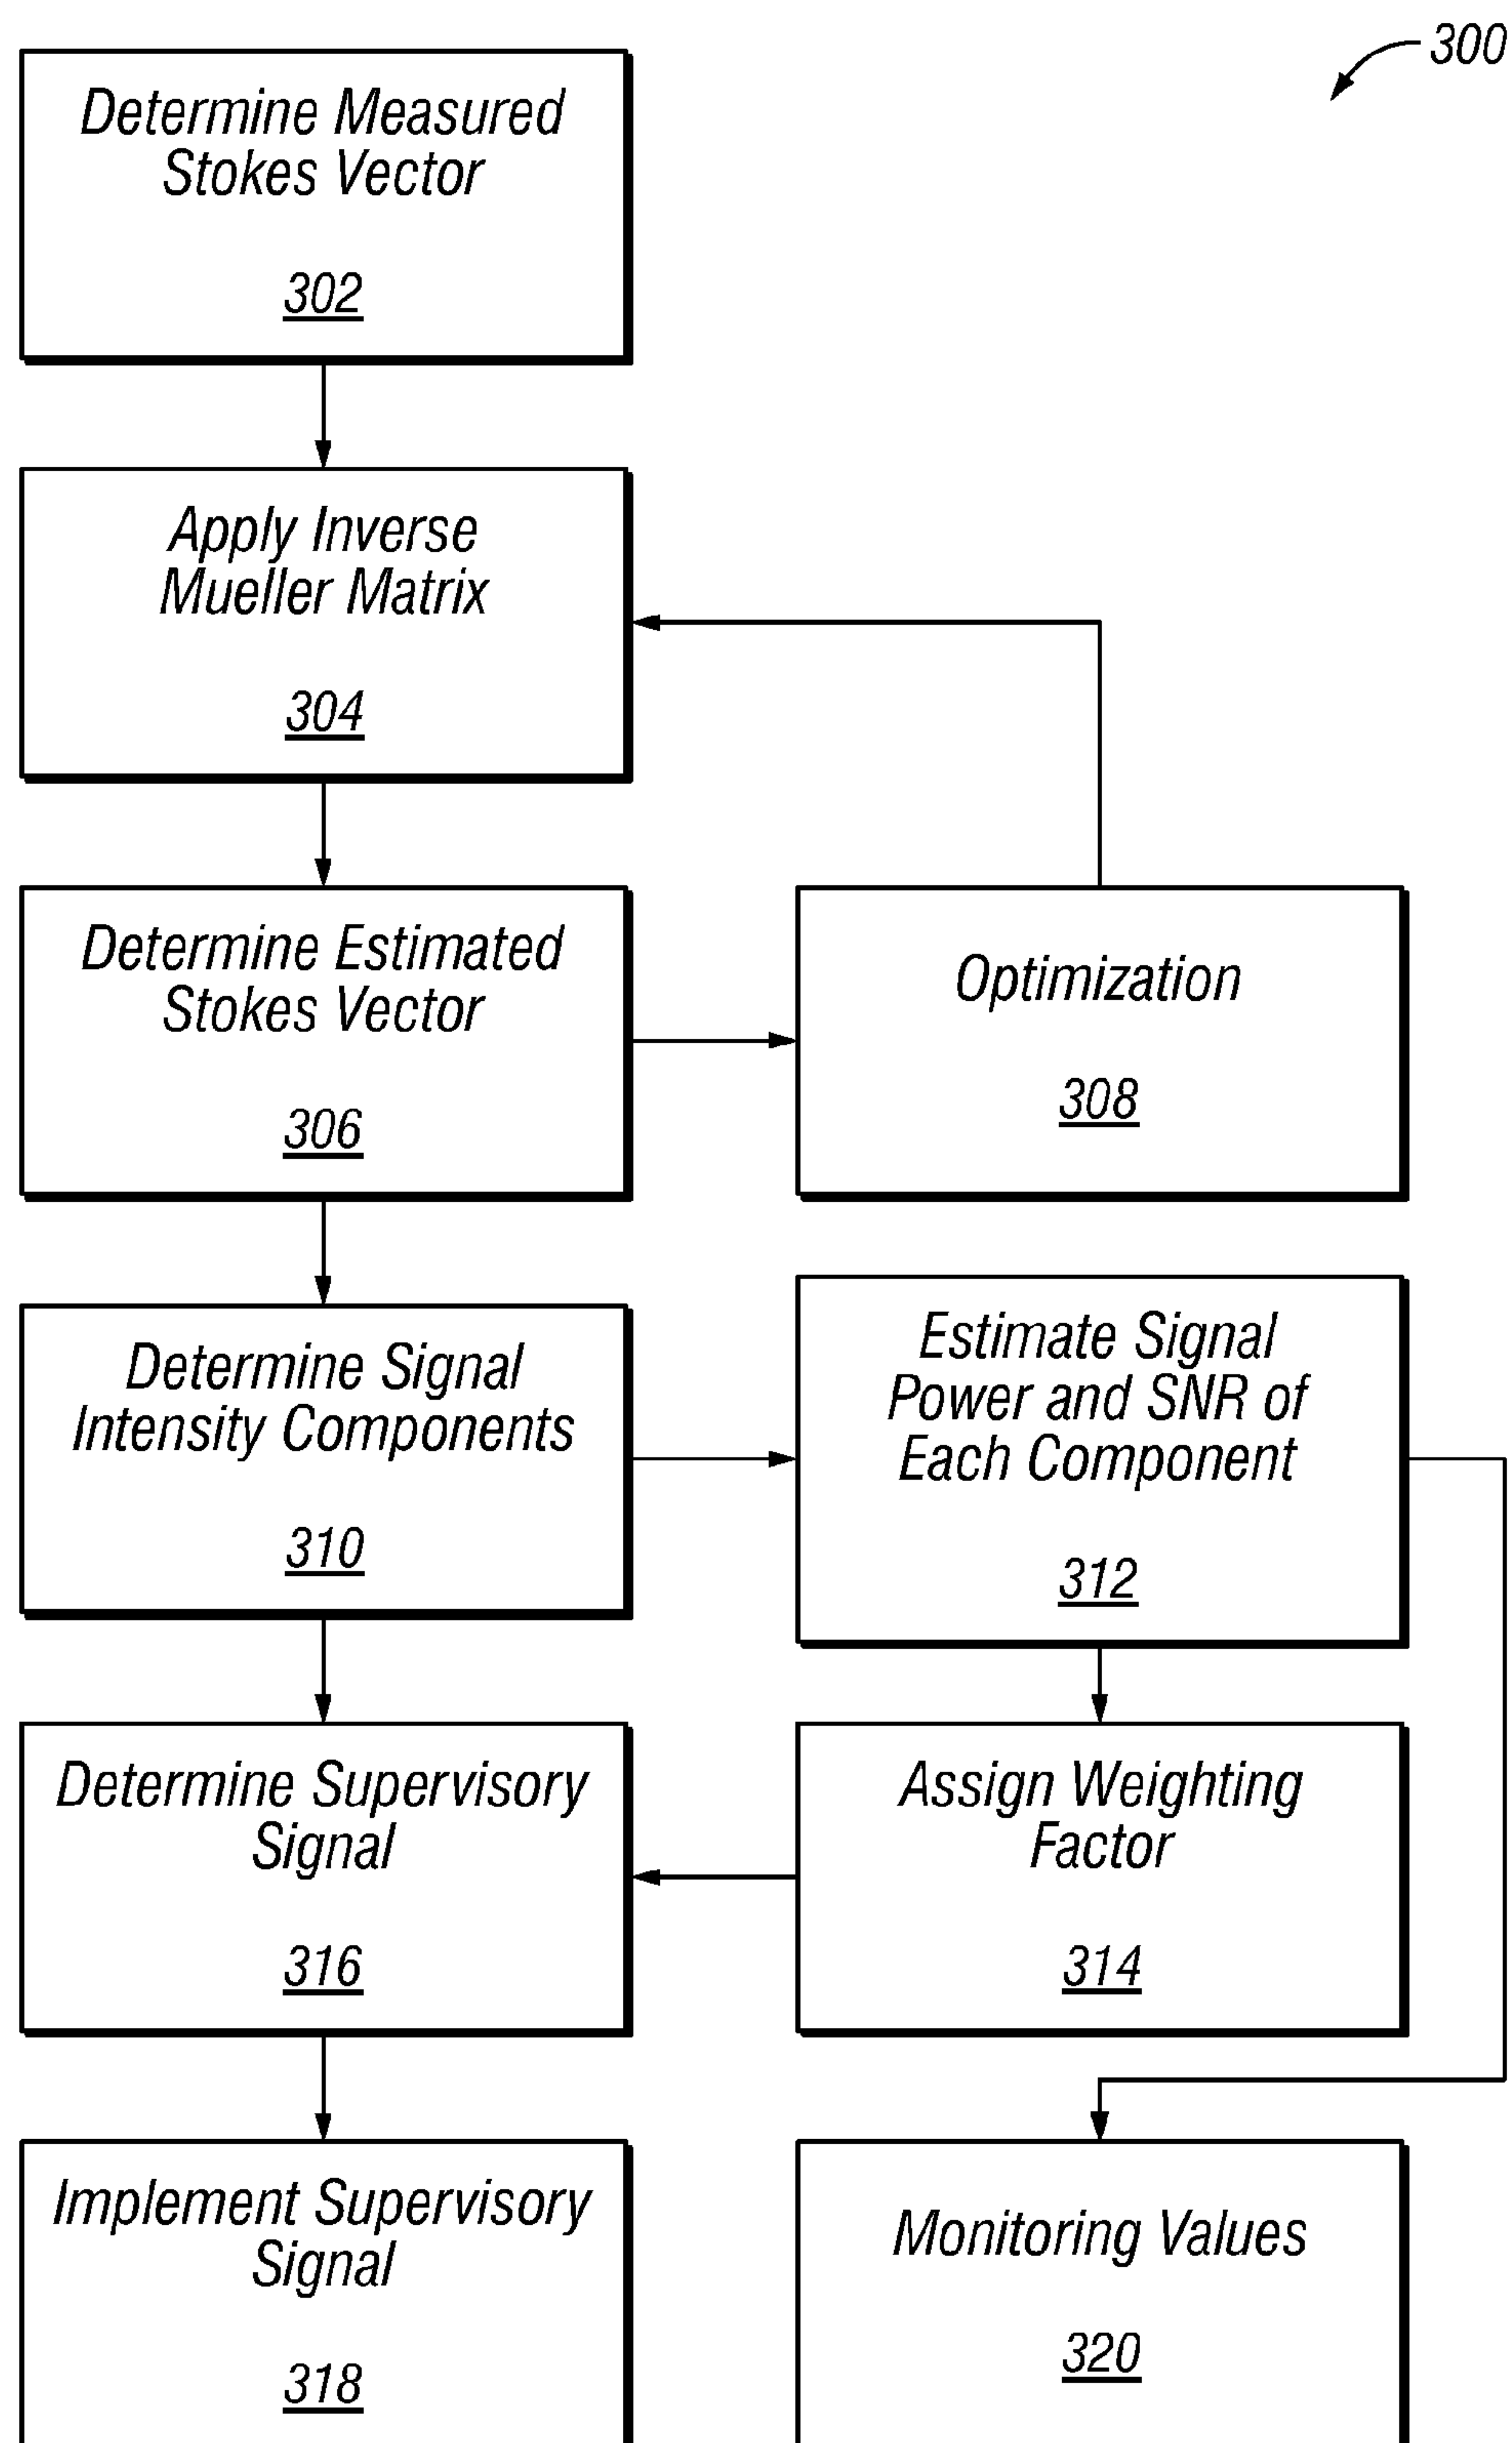 300
Determine Measured
Stokes Vector
302
Apply Inverse
Mueller Matrix
304
Determine Estimated
Stokes Vector
306
Optimization
308
Determine Signal
Intensity Components
310
Estimate Signal
Power and SNR of
Each Component
312
Determine Supervisory
Signal
316
Assign Weighting
Factor
314
Implement Supervisory
Signal
318
Monitoring Values
320